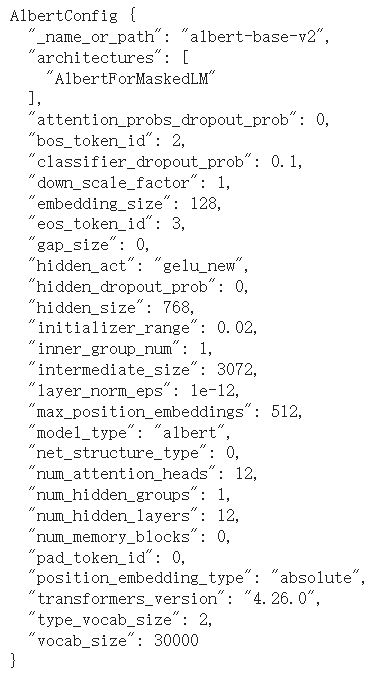 AlbertConfig {
  "_name_or_path": "albert-base-v2",
  "architectures": [
    "AlbertForMaskedLM"
  ],
  "attention_probs_dropout_prob": 0,
  "bos_token_id": 2,
  "classifier_dropout_prob": 0.1,
  "down_scale_factor": 1,
  "embedding_size": 128,
  "eos_token_id": 3,
  "gap_size": 0,
  "hidden_act": "gelu_new",
  "hidden_dropout_prob": 0,
  "hidden_size": 768,
  "initializer_range": 0.02,
  "inner_group_num": 1,
  "intermediate_size": 3072,
  "layer_norm_eps": 1e-12,
  "max_position_embeddings": 512,
  "model_type": "albert",
  "net_structure_type": 0,
  "num_attention_heads": 12,
  "num_hidden_groups": 1,
  "num_hidden_layers": 12,
  "num_memory_blocks": 0,
  "pad_token_id": 0,
  "position_embedding_type": "absolute",
  "transformers_version": "4.26.0",
  "type_vocab_size": 2,
  "vocab_size": 30000
}